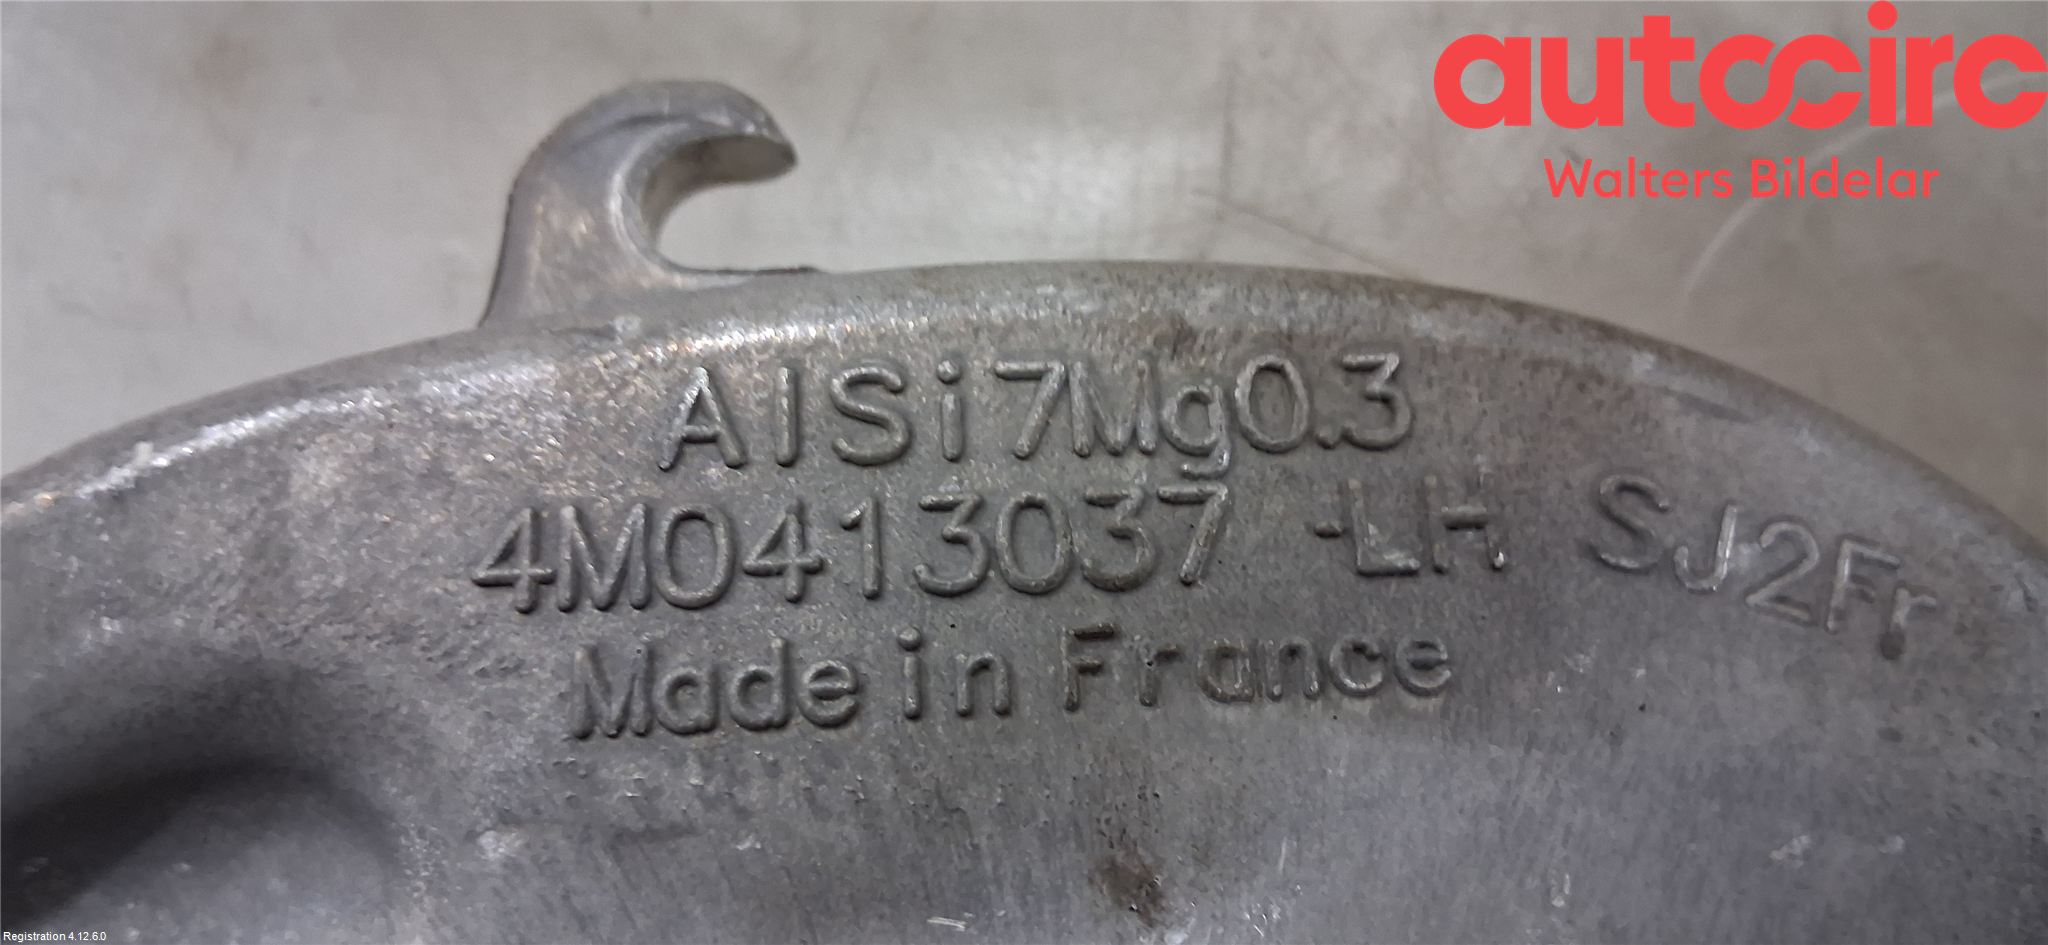 autocirc
Walters Bildelar
AlSi7Mg0.3
4M0413037 -LH SJ2Fr
Made in France
Registration 4.12.6.0